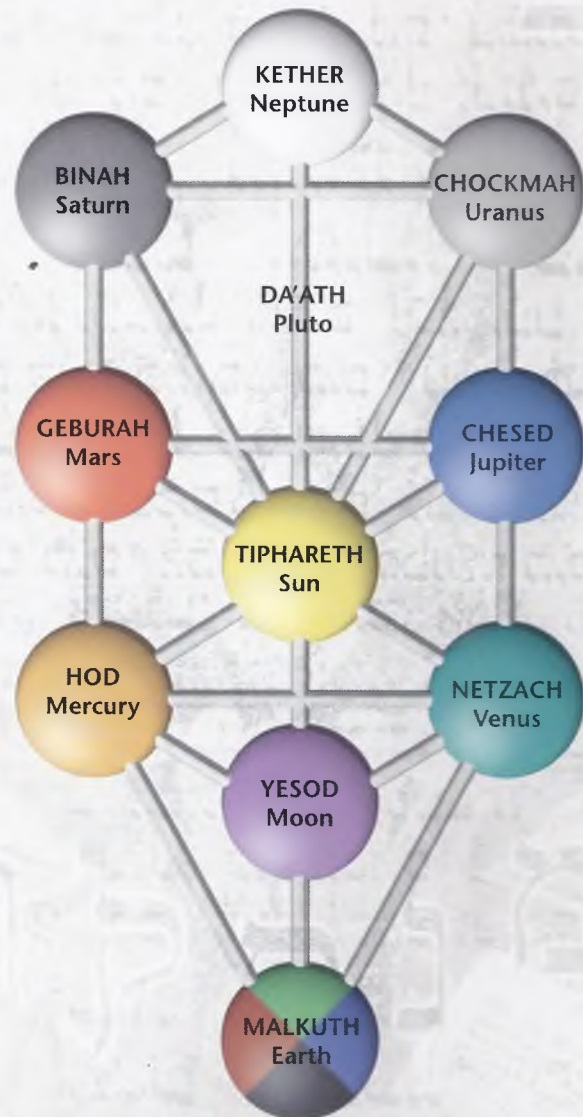 KETHER
Neptune
BINAH
Saturn
CHOCKMAH
Uranus
DA'ATH
Pluto
GEBURAH
Mars
CHESED
Jupiter
TIPHARETH
Sun
HOD
Mercury
NETZACH
Venus
YESOD
Moon
MALKUTH
Earth